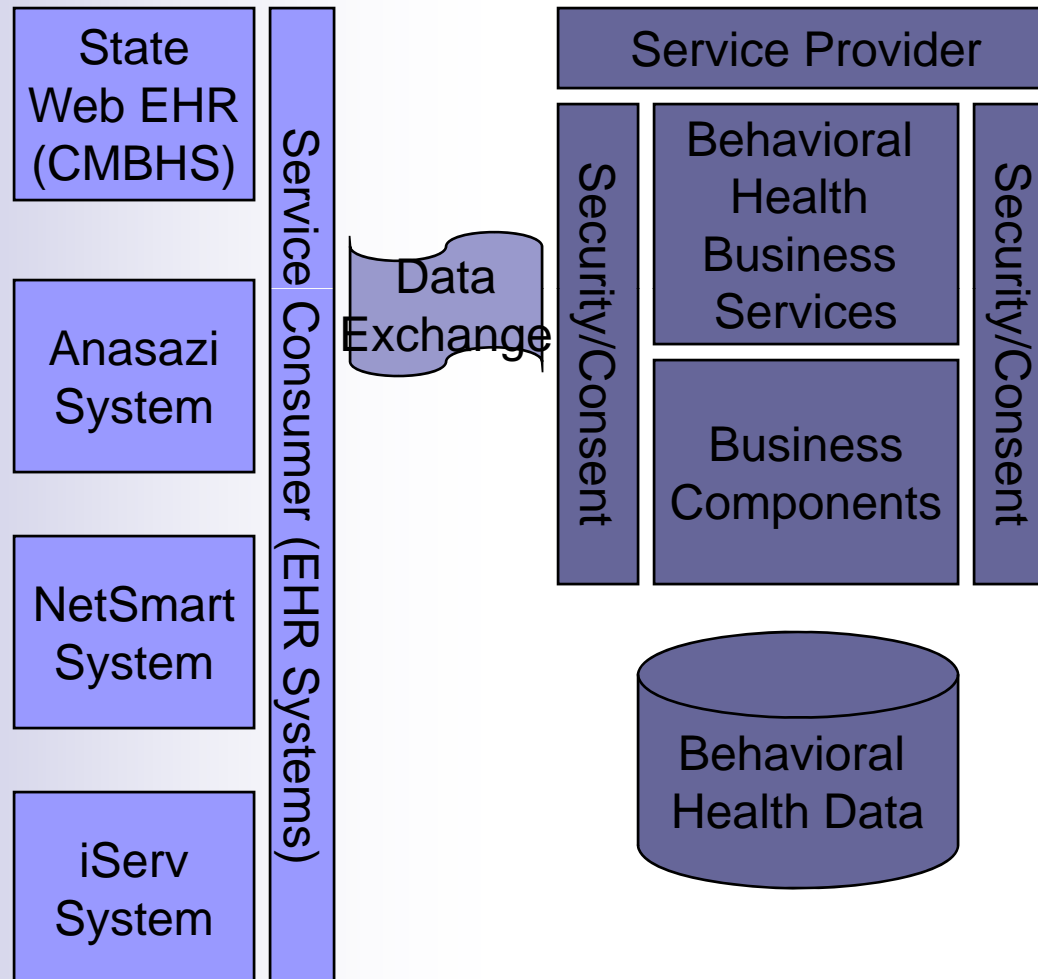 State
Web EHR
(CMBHS)
Anasazi
System
NetSmart
System
iServ
System
Service Consumer (EHR Systems)
Data
Exchange
Service Provider
Security/Consent
Behavioral
Health
Business
Services
Business
Components
Security/Consent
Behavioral
Health Data